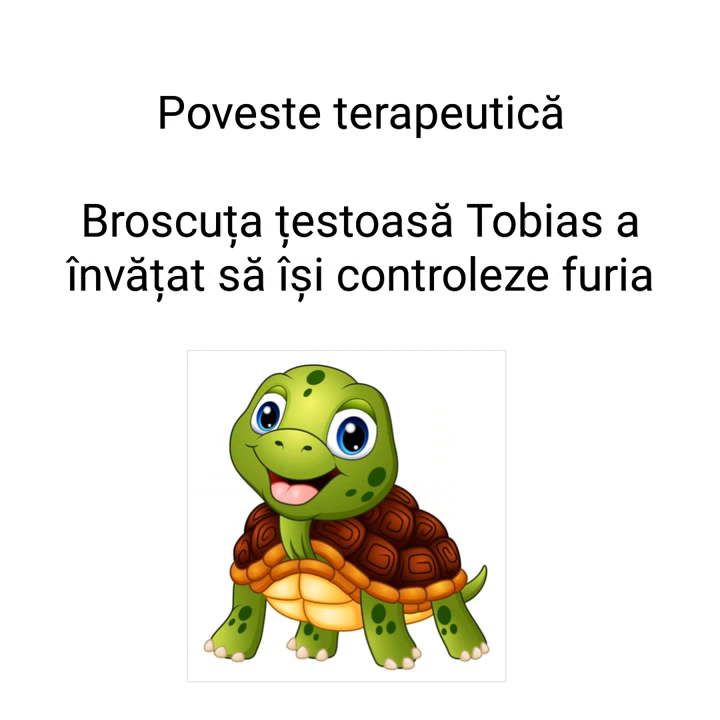 Poveste terapeutică
Broscuța țestoasă Tobias a
învățat să își controleze furia